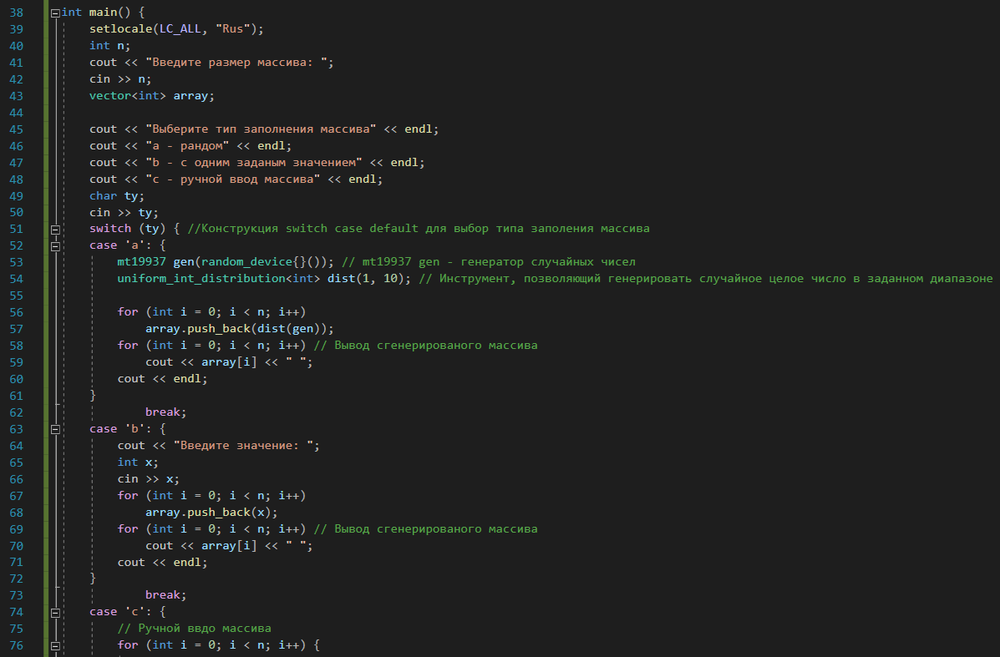 38 int main() {
39 setlocale(LC_ALL, "Rus");
40 int n;
41 cout << "Введите размер массива: ";
42 cin >> n;
43 vector<int> array;
44
45 cout << "Выберите тип заполнения массива" << endl;
46 cout << "a - рандом" << endl;
47 cout << "b - с одним заданым значением" << endl;
48 cout << "c - ручной ввод массива" << endl;
49 char ty;
50 cin >> ty;
51 switch (ty) { //Конструкция switch case default для выбор типа заполения массива
52 case 'a': {
53 mt19937 gen(random_device{}()); // mt19937 gen - генератор случайных чисел
54 uniform_int_distribution<int> dist(1, 10); // Инструмент, позволяющий генерировать случайное целое число в заданном диапазоне
55
56 for (int i = 0; i < n; i++)
57 array.push_back(dist(gen));
58 for (int i = 0; i < n; i++) // Вывод сгенерированого массива
59 cout << array[i] << " ";
60 cout << endl;
61 }
62 break;
63 case 'b': {
64 cout << "Введите значение: ";
65 int x;
66 cin >> x;
67 for (int i = 0; i < n; i++)
68 array.push_back(x);
69 for (int i = 0; i < n; i++) // Вывод сгенерированого массива
70 cout << array[i] << " ";
71 cout << endl;
72 }
73 break;
74 case 'c': {
75 // Ручной ввдо массива
76 for (int i = 0; i < n; i++) {